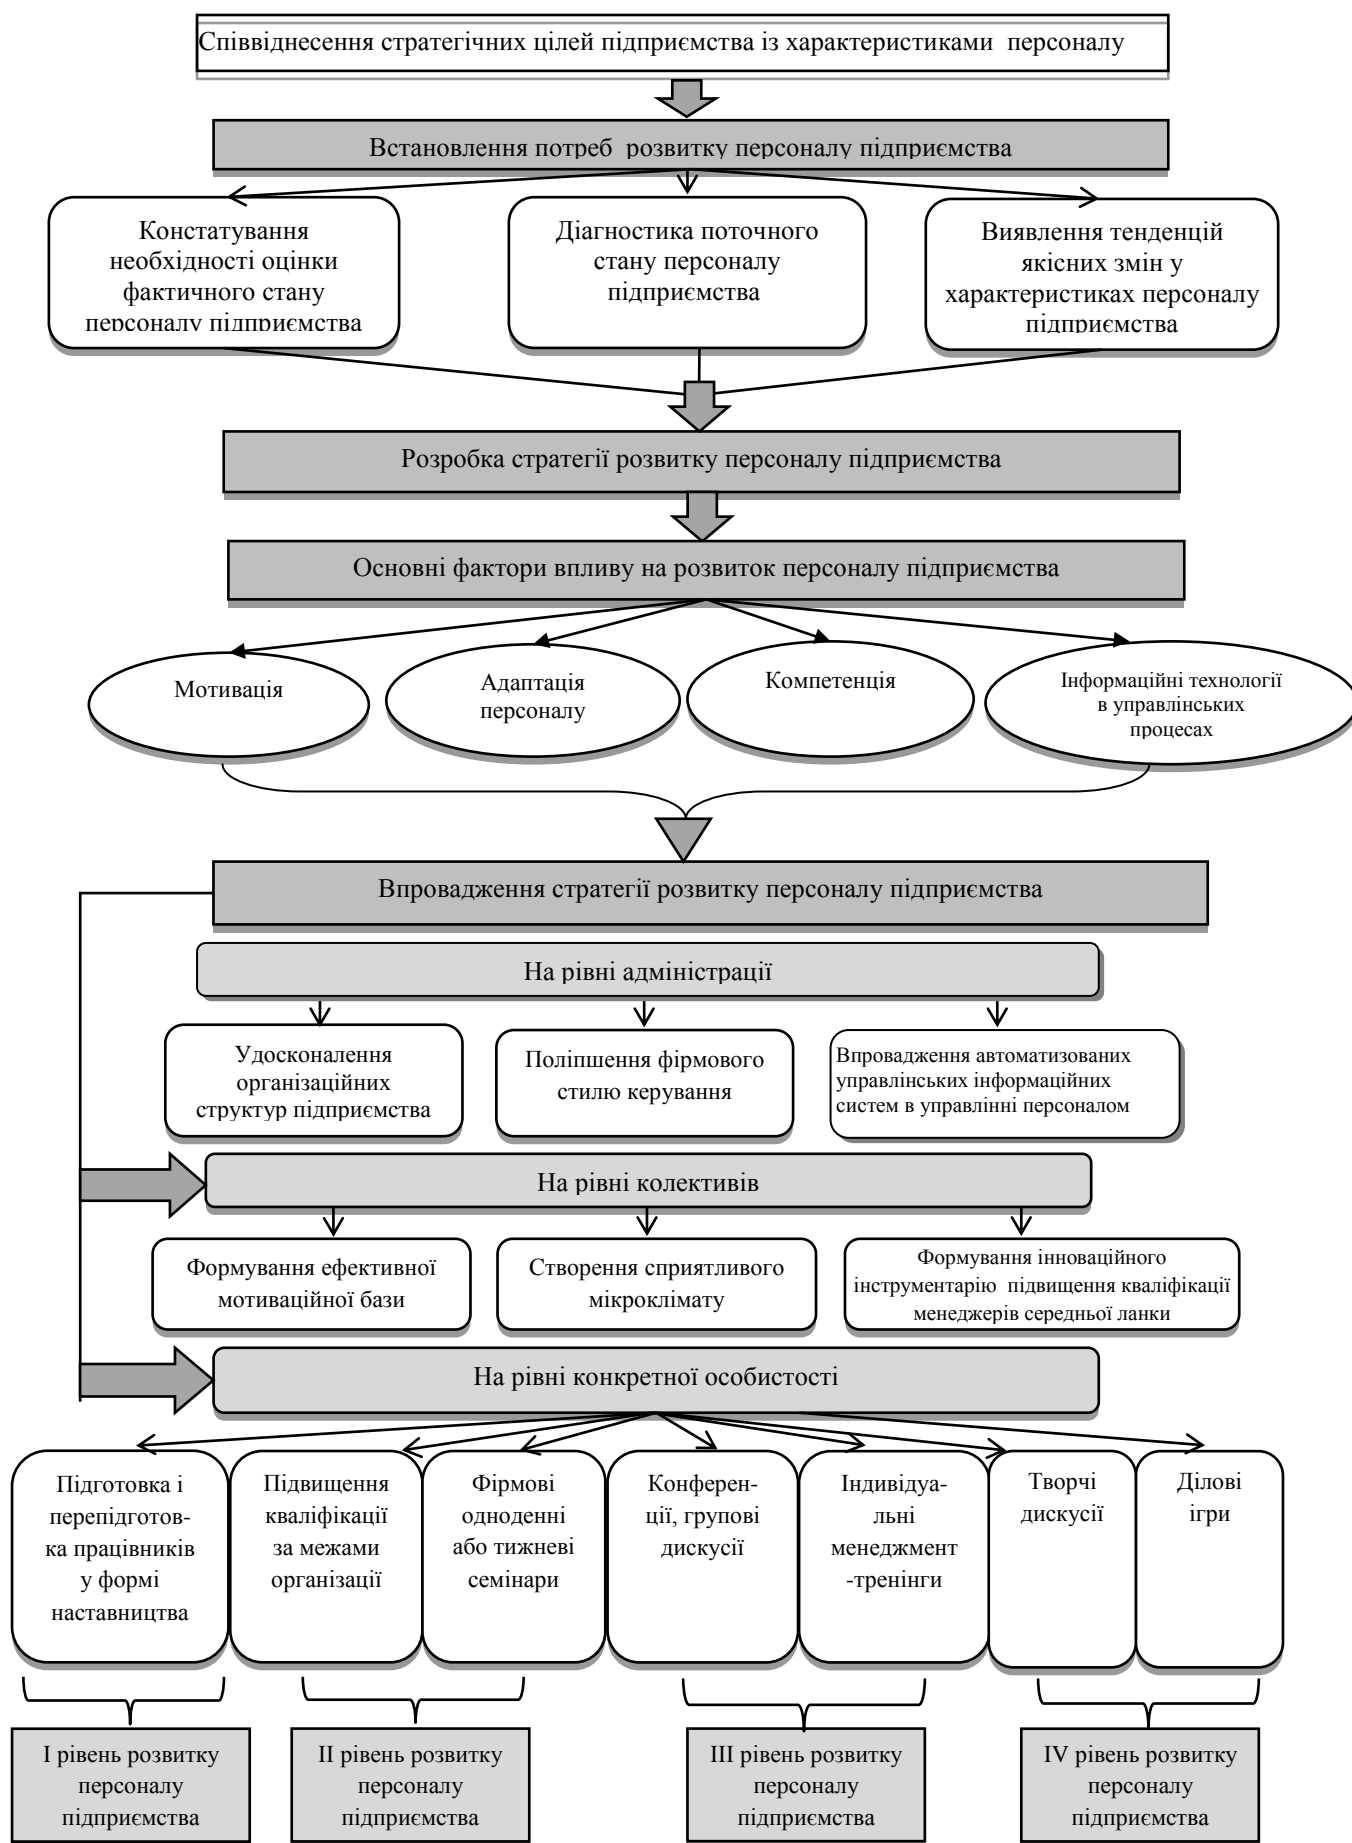 Співвіднесення стратегічних цілей підприємства із характеристиками персоналу
Встановлення потреб розвитку персоналу підприємства
Констатування
необхідності оцінки
фактичного стану
персоналу підприємства
Діагностика поточного
стану персоналу
підприємства
Виявлення тенденцій
якісних змін у
характеристиках персоналу
підприємства
Розробка стратегії розвитку персоналу підприємства
Основні фактори впливу на розвиток персоналу підприємства
Мотивація
Адаптація
персоналу
Компетенція
Інформаційні технології
в управлінських
процесах
Впровадження стратегії розвитку персоналу підприємства
На рівні адміністрації
Удосконалення
організаційних
структур підприємства
Поліпшення фірмового
стилю керування
Впровадження автоматизованих
управлінських інформаційних
систем в управлінні персоналом
На рівні колективів
Формування ефективної
мотиваційної бази
Створення сприятливого
мікроклімату
Формування інноваційного
інструментарію підвищення кваліфікації
менеджерів середньої ланки
На рівні конкретної особистості
Підготовка і
перепідготов-
ка працівників
у формі
наставництва
Підвищення
кваліфікації
за межами
організації
Фірмові
одноденні
або тижневі
семінари
Конферен-
ції, групові
дискусії
Індивідуа-
льні
менеджмент
-тренінги
Творчі
дискусії
Ділові
ігри
I рівень розвитку
персоналу
підприємства
II рівень розвитку
персоналу
підприємства
III рівень розвитку
персоналу
підприємства
IV рівень розвитку
персоналу
підприємства